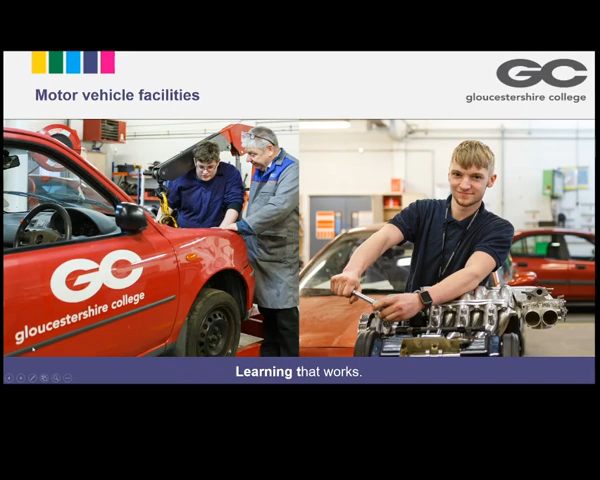 GC
Motor vehicle facilities
gloucestershire college
GC
gloucestershire college
Learning that works.